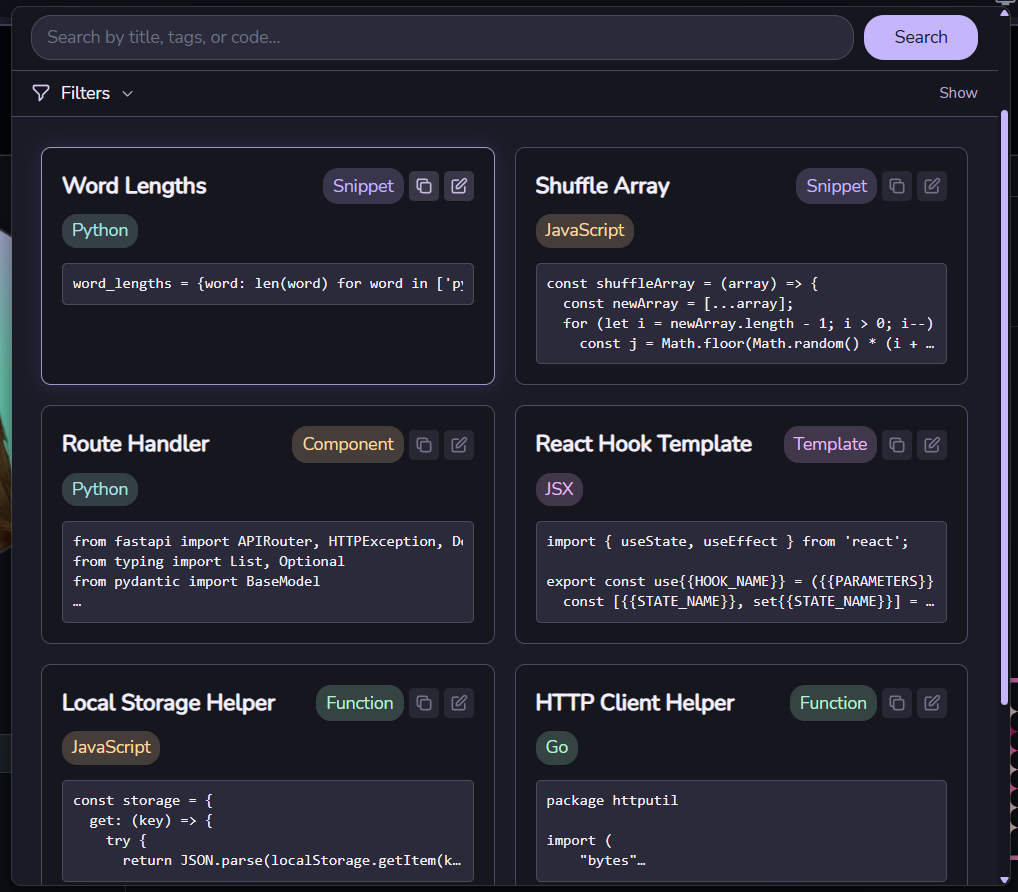 Search by title, tags, or code...
Search
Filters
Show
Word Lengths
Snippet
Python
word_lengths = {word: len(word) for word in ['py
Shuffle Array
Snippet
JavaScript
const shuffleArray = (array) => {
const newArray = [...array];
for (let i = newArray.length - 1; i > 0; i--)
const j = Math.floor(Math.random() * (i + …
Route Handler
Component
Python
from fastapi import APIRouter, HTTPException, De
from typing import List, Optional
from pydantic import BaseModel
…
React Hook Template
Template
JSX
import { useState, useEffect } from 'react';
export const use{{HOOK_NAME}} = ({{PARAMETERS}}
const [{{STATE_NAME}}, set{{STATE_NAME}}] = …
Local Storage Helper
Function
JavaScript
const storage = {
get: (key) => {
try {
return JSON.parse(localStorage.getItem(k…
HTTP Client Helper
Function
Go
package httputil
import (
"bytes"…